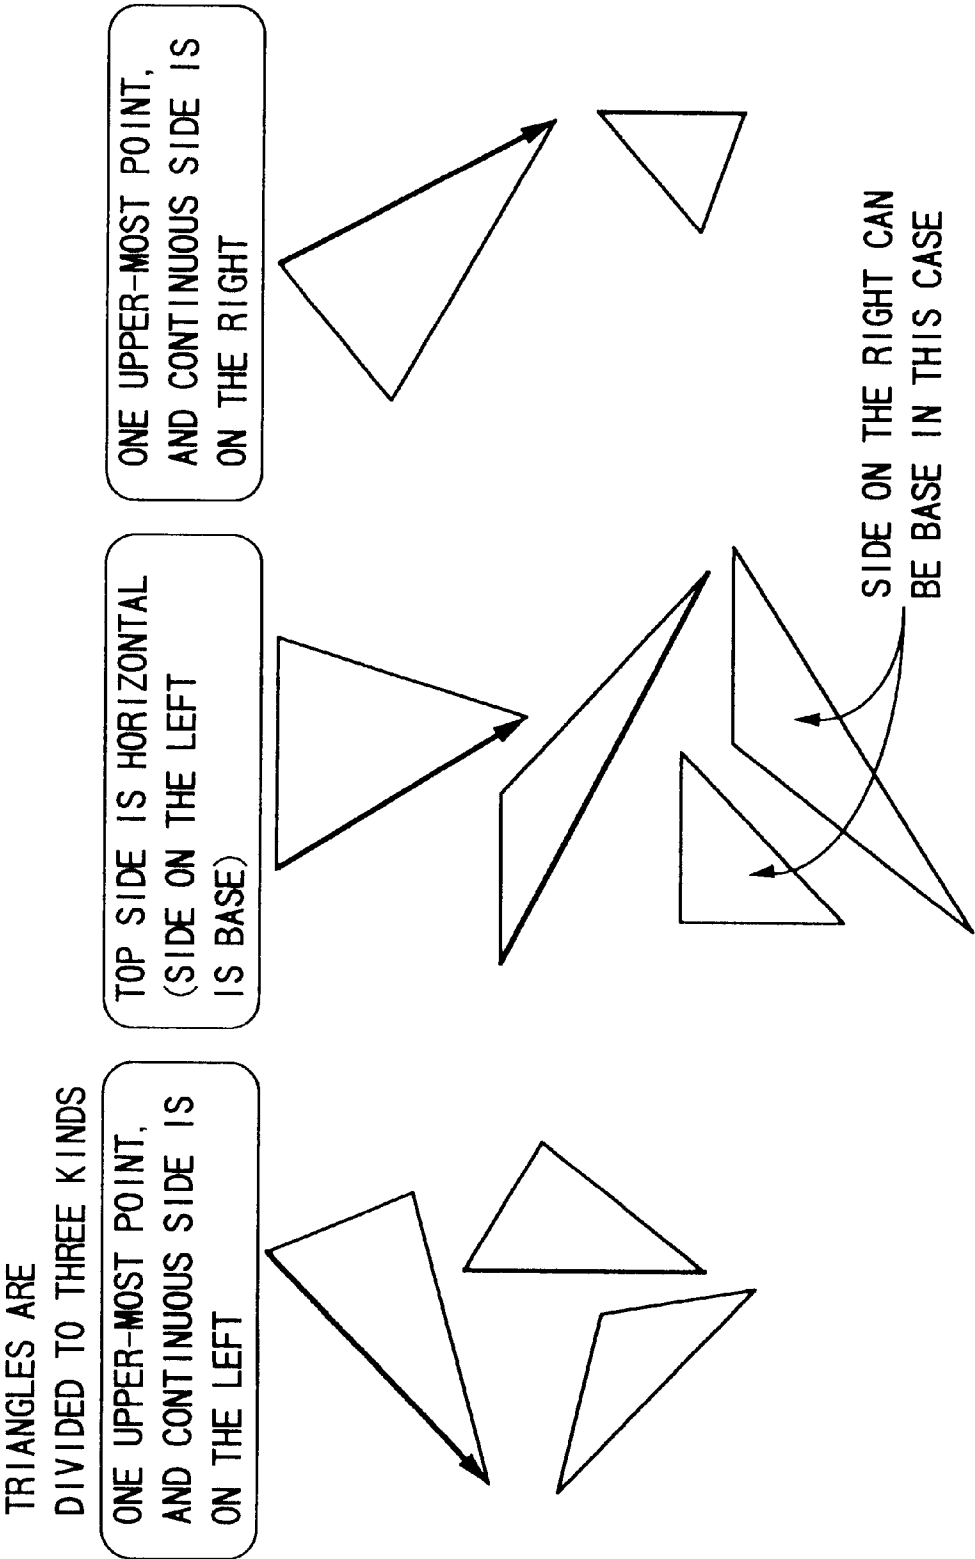 TRIANGLES ARE
DIVIDED TO THREE KINDS
ONE UPPER-MOST POINT,
AND CONTINUOUS SIDE IS
ON THE LEFT
TOP SIDE IS HORIZONTAL
(SIDE ON THE LEFT
IS BASE)
ONE UPPER-MOST POINT,
AND CONTINUOUS SIDE IS
ON THE RIGHT
SIDE ON THE RIGHT CAN
BE BASE IN THIS CASE